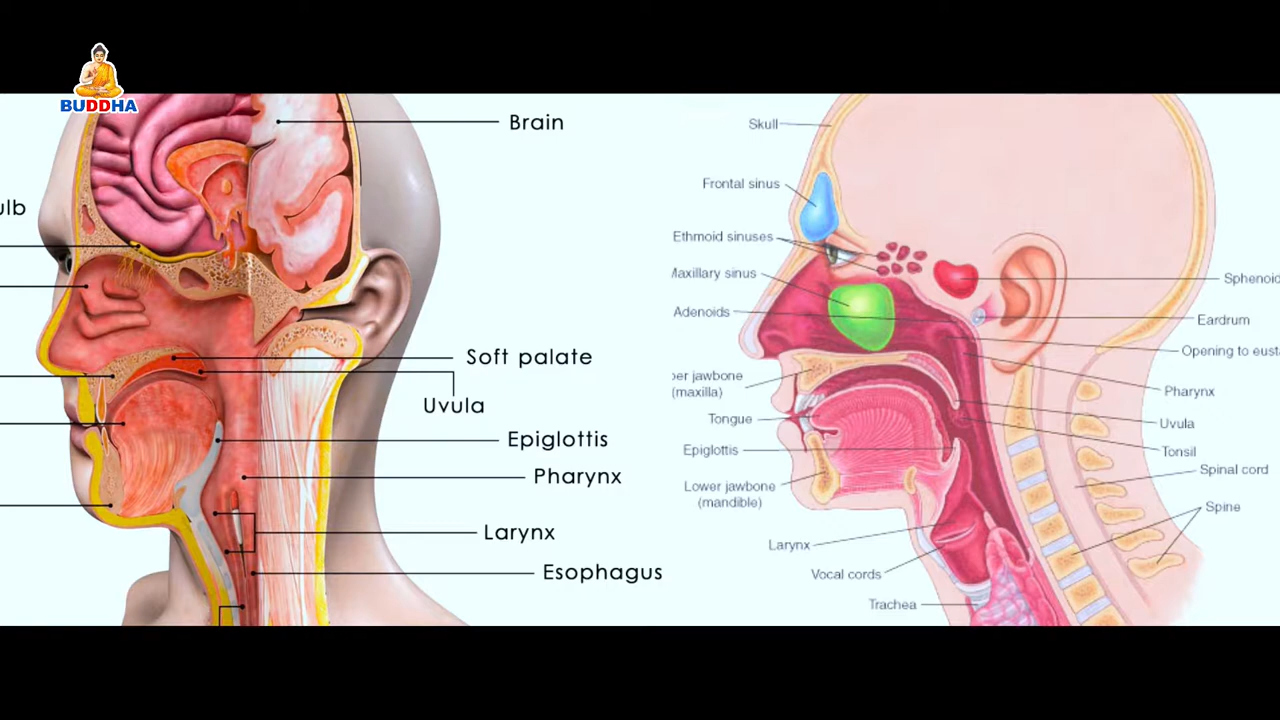 BUDDHA
Brain
ulb
Soft palate
Uvula
Epiglottis
Pharynx
Larynx
Esophagus
Skull
Frontal sinus
Ethmoid sinuses
Maxillary sinus
Adenoids
per jawbone
(maxilla)
Tongue
Epiglottis
Lower jawbone
(mandible)
Larynx
Vocal cords
Trachea
Sphenoid
Eardrum
Opening to eusta
Pharynx
Uvula
Tonsil
Spinal cord
Spine